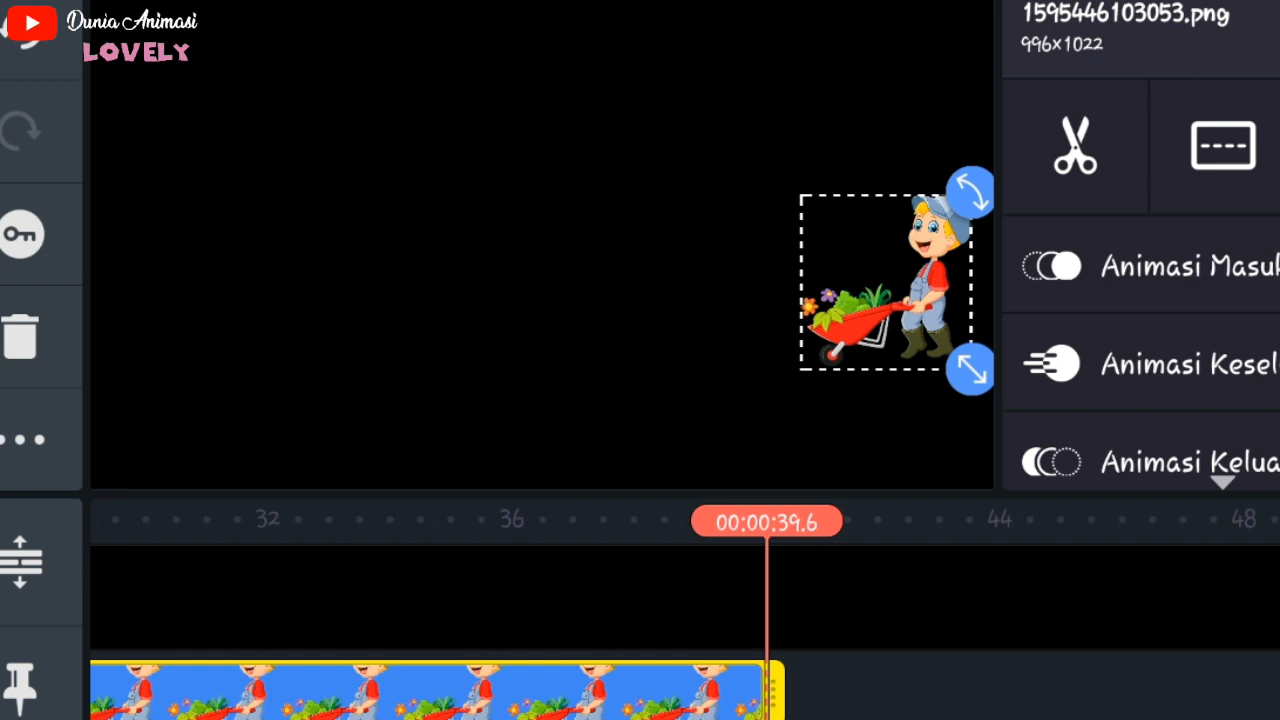 Dunia Animasi
LOVELY
1595446103053.png
996x1022
Animasi Masuk
Animasi Kesel
Animasi Kelua
32
36
00:00:39.6
44
48